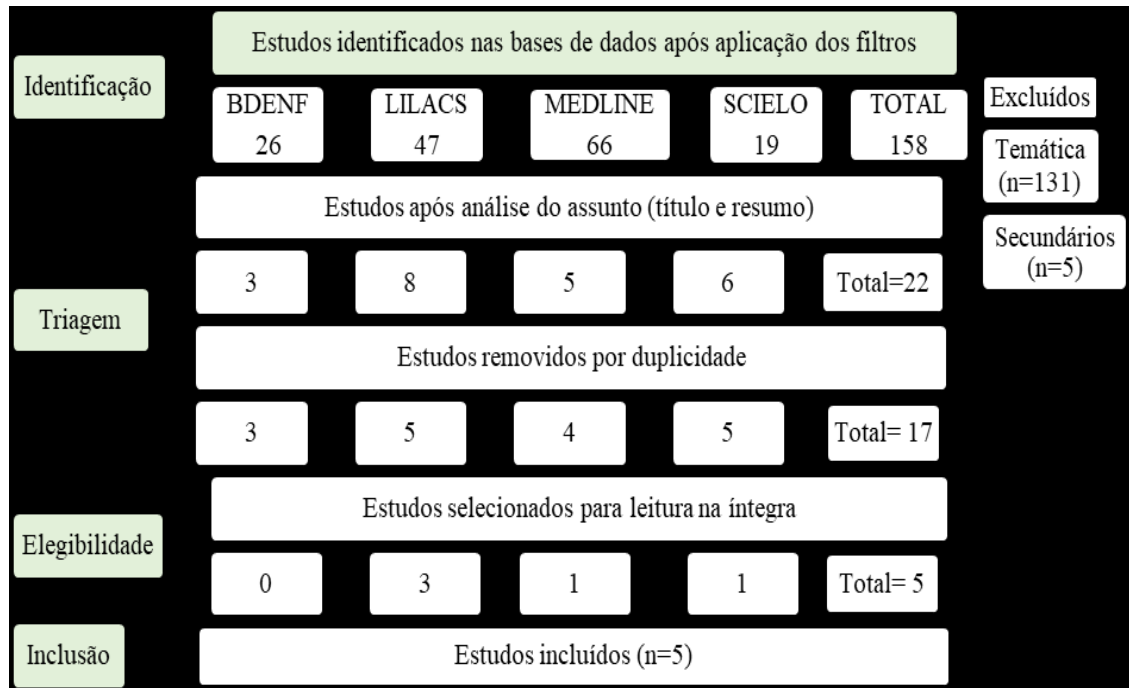 Estudos identificados nas bases de dados após aplicação dos filtros
Identificação
BDENF
26
LILACS
47
MEDLINE
66
SCIELO
19
TOTAL
158
Excluídos
Temática
(n=131)
Secundários
(n=5)
Estudos após análise do assunto (título e resumo)
Triagem
3
8
5
6
Total=22
Estudos removidos por duplicidade
3
5
4
5
Total= 17
Estudos selecionados para leitura na íntegra
Elegibilidade
0
3
1
1
Total= 5
Inclusão
Estudos incluídos (n=5)